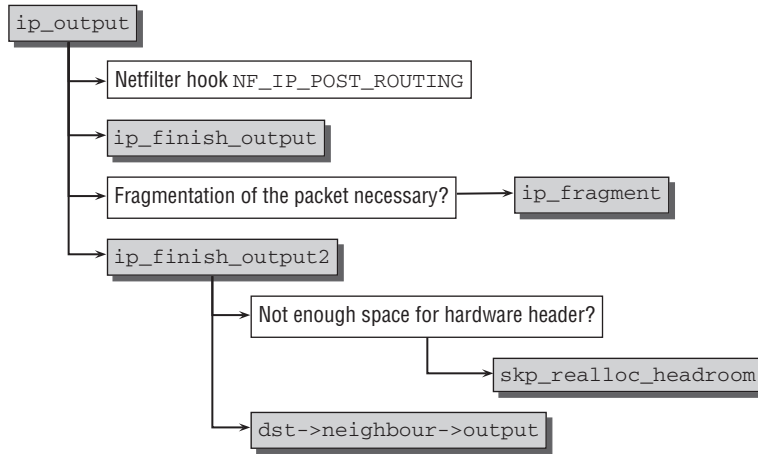 ip_output
Netfilter hook NF_IP_POST_ROUTING
ip_finish_output
Fragmentation of the packet necessary?
ip_fragment
ip_finish_output2
Not enough space for hardware header?
skp_realloc_headroom
dst->neighbour->output